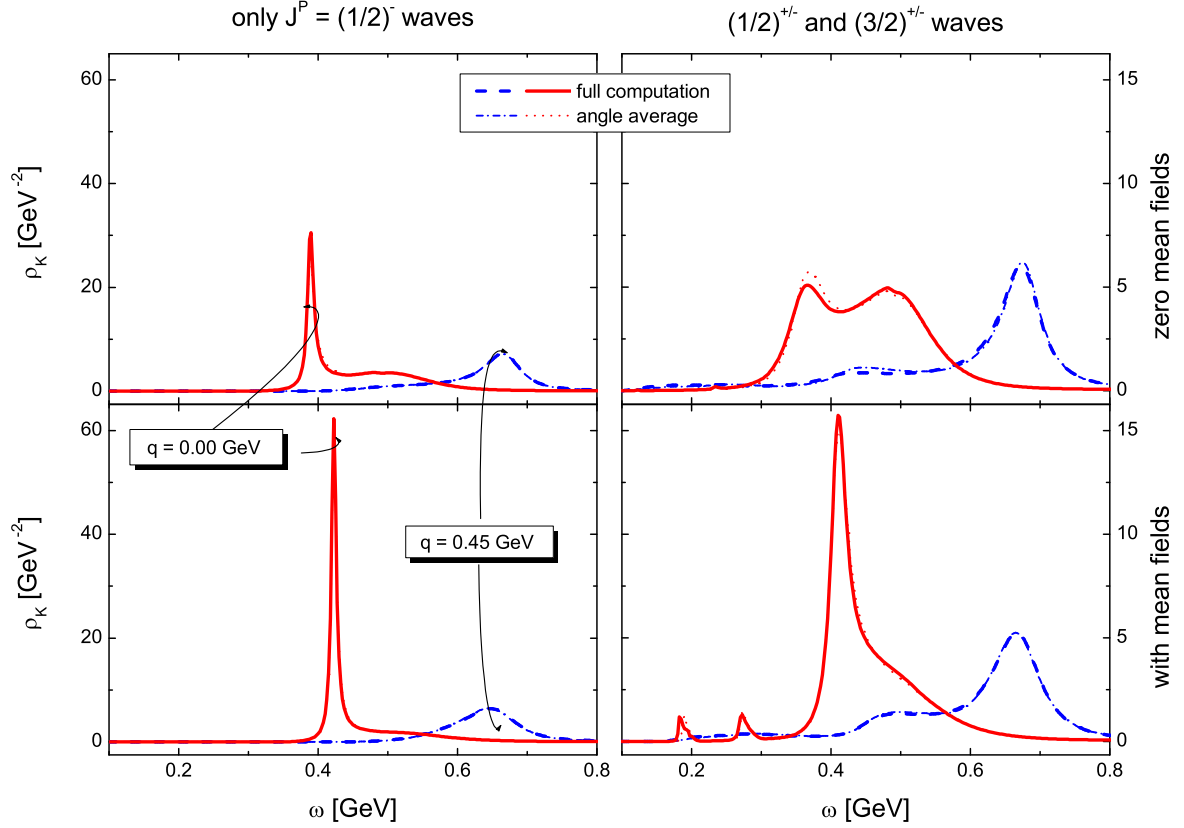 only J^P = (1/2)^- waves
(1/2)^+/- and (3/2)^+/- waves
full computation
angle average
60
40
20
0
ρ_K [GeV^-2]
15
10
5
0
zero mean fields
q = 0.00 GeV
q = 0.45 GeV
60
40
20
0
ρ_K [GeV^-2]
15
10
5
0
with mean fields
0.2 0.4 0.6 0.8
0.2 0.4 0.6 0.8
ω [GeV]
ω [GeV]